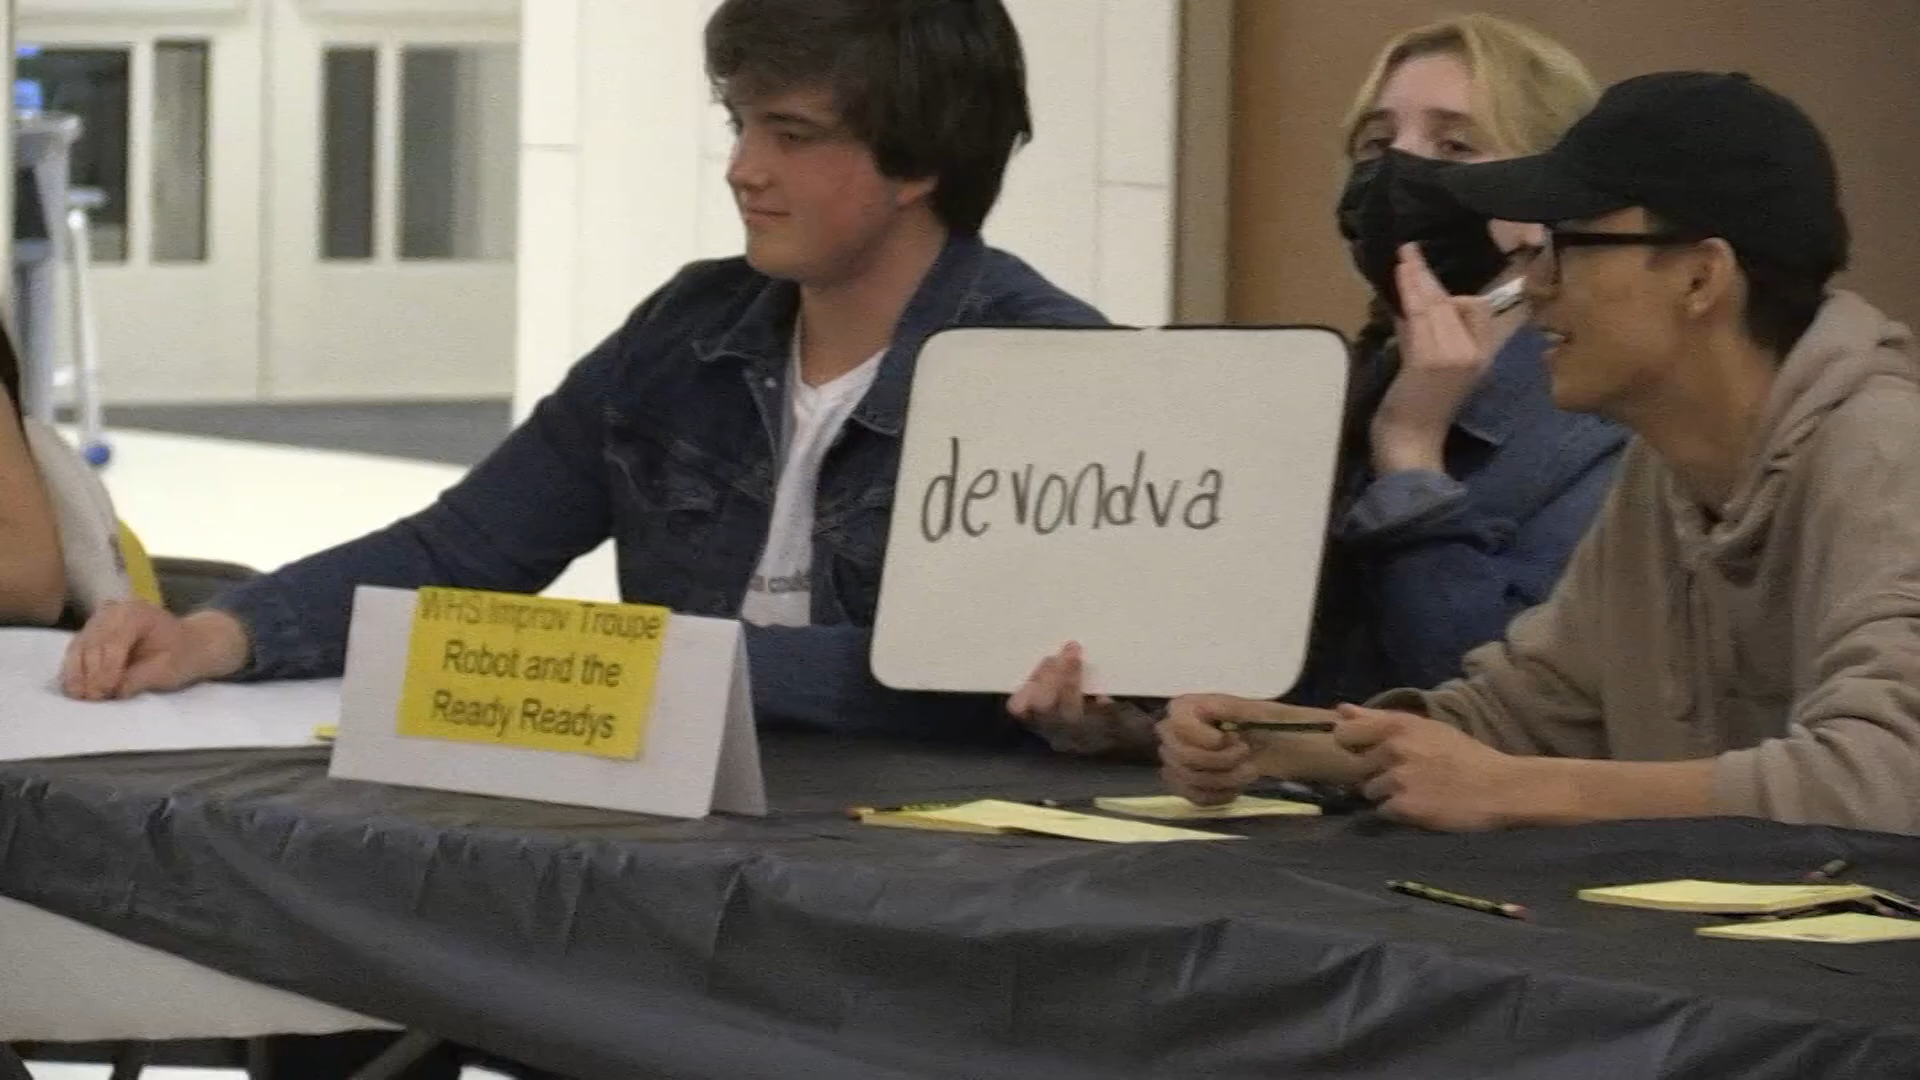 devondva
WHS Improv Troupe
Robot and the
Ready Readys